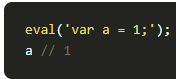 eval('var a = 1;');
a // 1